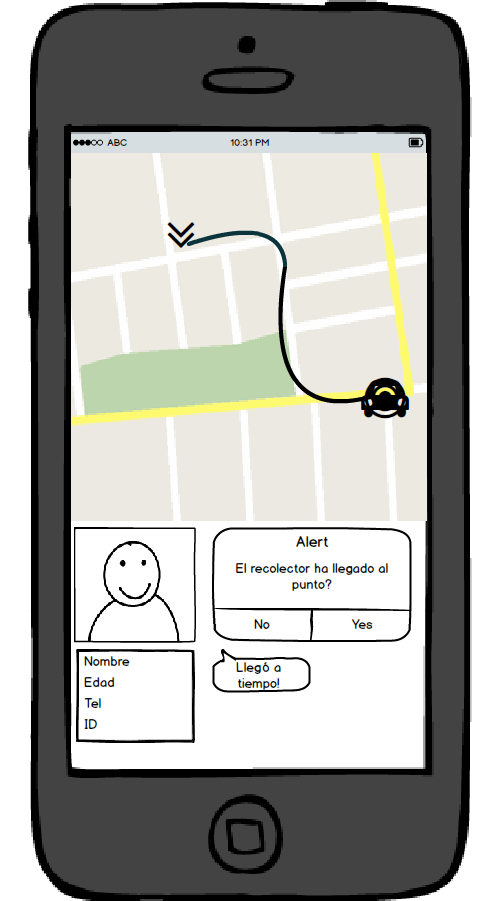 ABC 10:31 PM
Alert
El recolector ha llegado al
punto?
No Yes
Nombre
Edad
Tel
ID
Llegó a
tiempo!